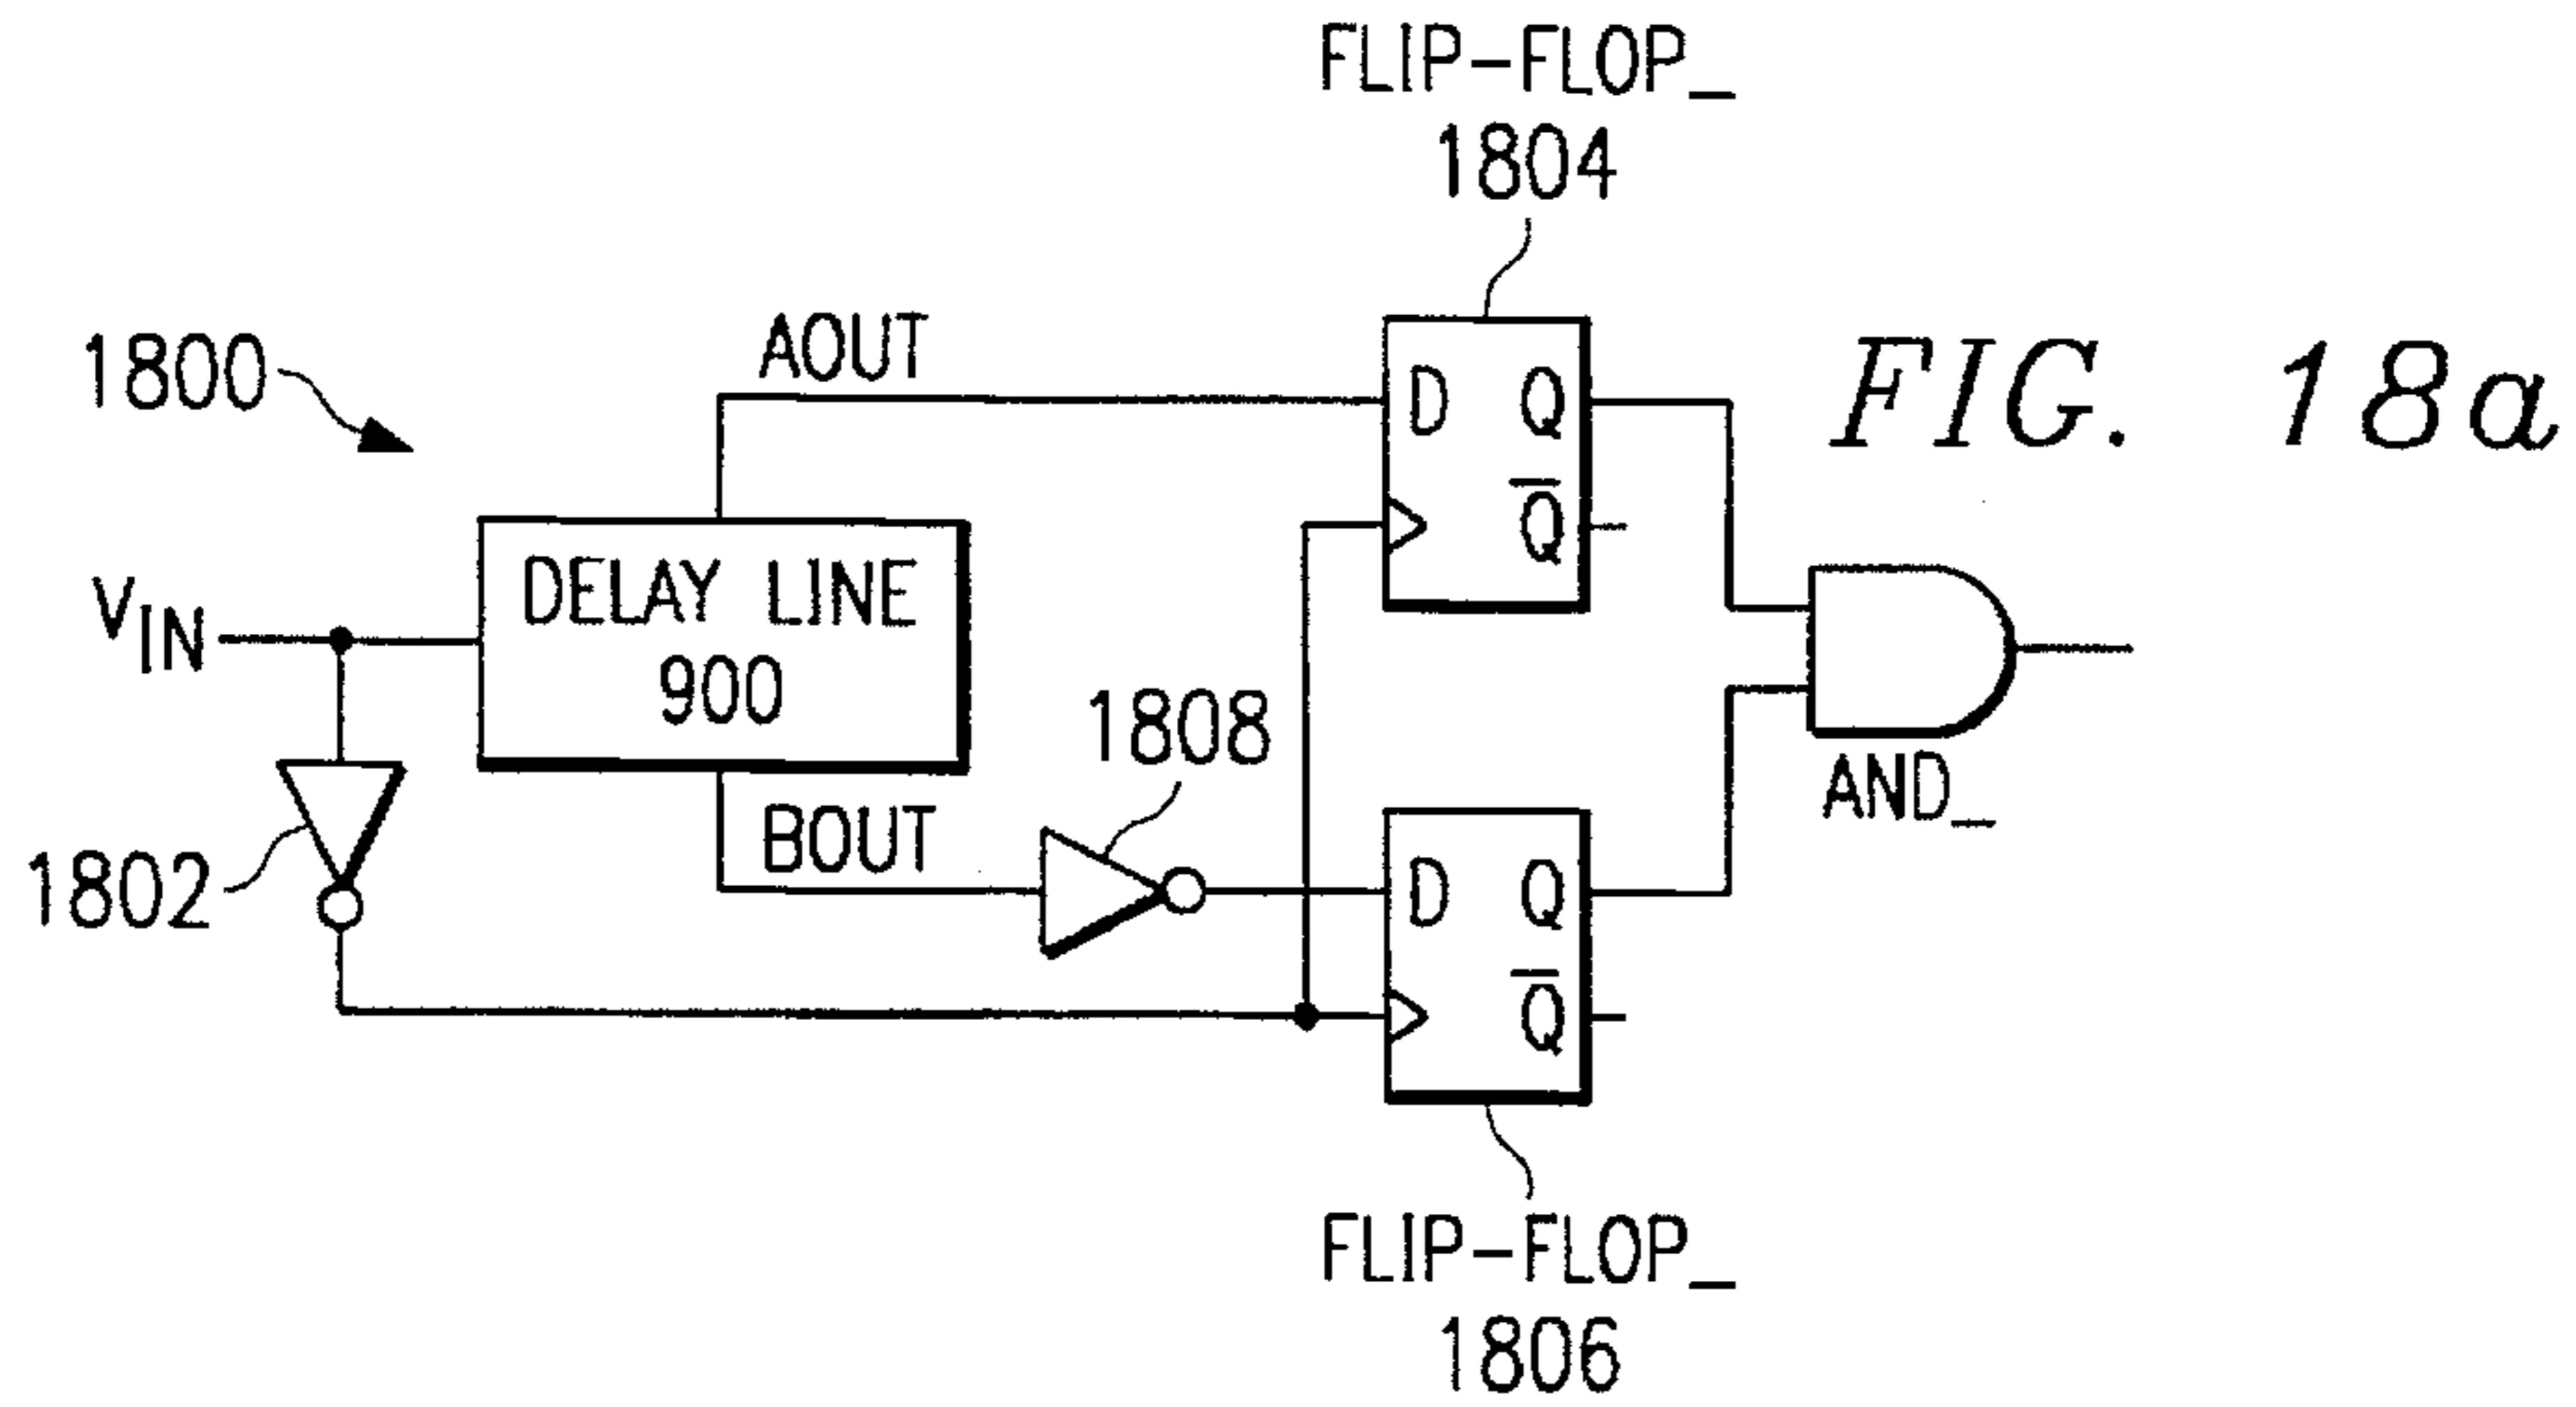 FLIP-FLOP_
1804
1800
AOUT
D Q
FIG. 18a
Q
VIN
DELAY LINE
900
1808
AND_
BOUT
1802
D Q
Q
FLIP-FLOP_
1806